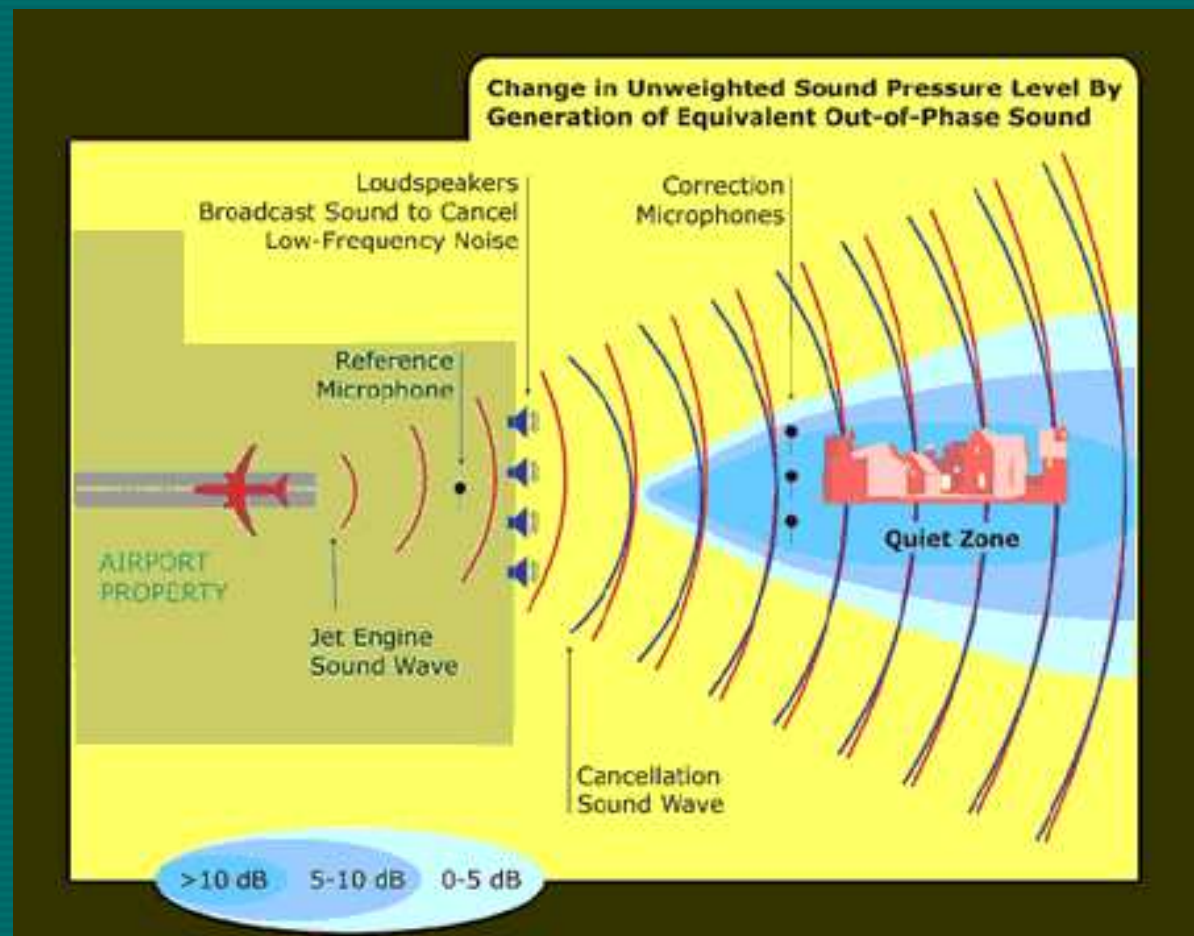 Change in Unweighted Sound Pressure Level By
Generation of Equivalent Out-of-Phase Sound
Loudspeakers
Broadcast Sound to Cancel
Low-Frequency Noise
Correction
Microphones
Reference
Microphone
AIRPORT
PROPERTY
Jet Engine
Sound Wave
Quiet Zone
Cancellation
Sound Wave
>10 dB 5-10 dB 0-5 dB